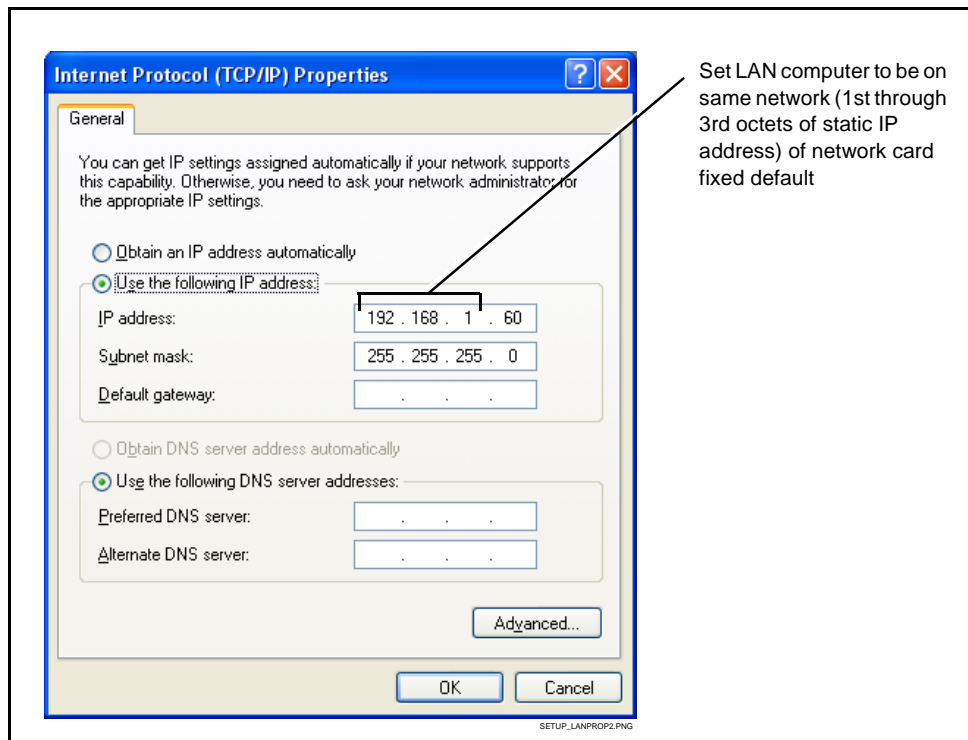 Internet Protocol (TCP/IP) Properties
General
You can get IP settings assigned automatically if your network supports
this capability. Otherwise, you need to ask your network administrator for
the appropriate IP settings.
Obtain an IP address automatically
Use the following IP address:
IP address: 192 . 168 . 1 . 60
Subnet mask: 255 . 255 . 255 . 0
Default gateway: . . .
Obtain DNS server address automatically
Use the following DNS server addresses:
Preferred DNS server: . . .
Alternate DNS server: . . .
Advanced...
OK Cancel
SETUP_LANPROP2.PNG
Set LAN computer to be on
same network (1st through
3rd octets of static IP
address) of network card
fixed default